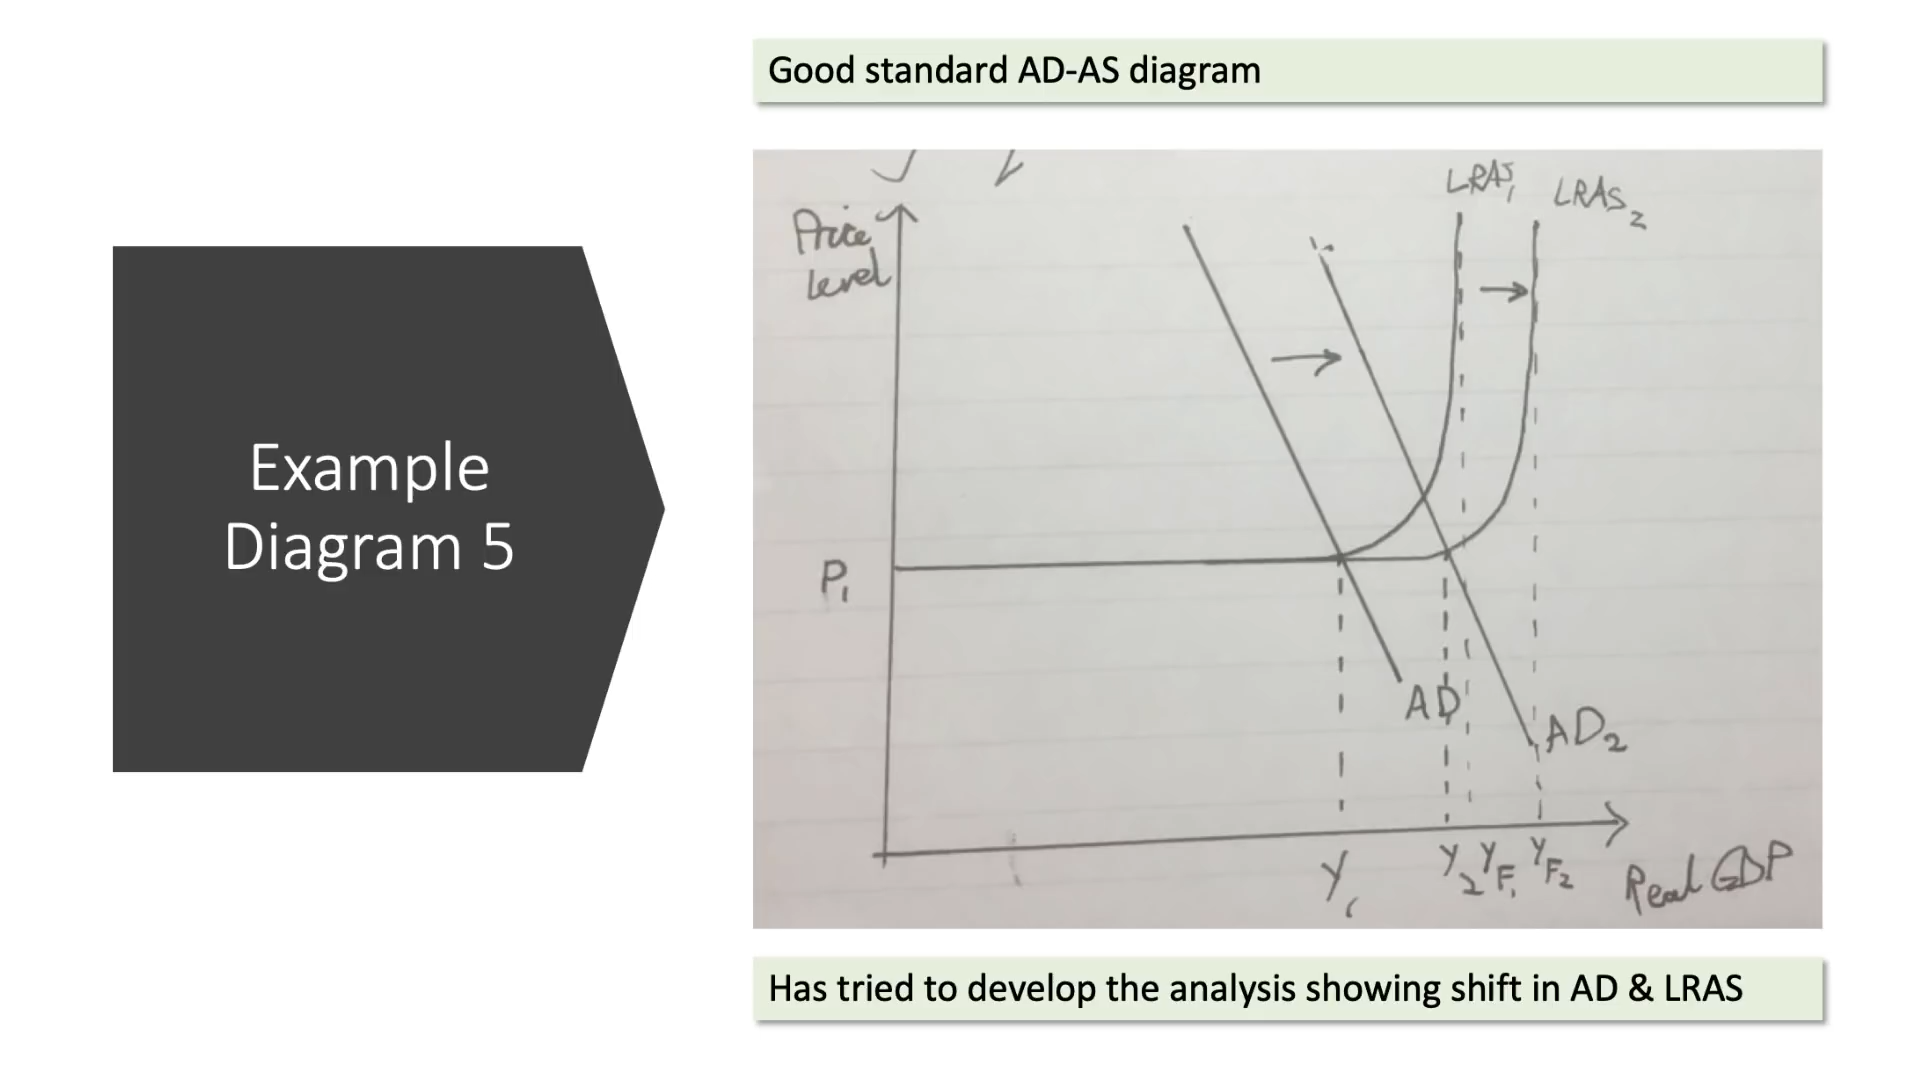 Good standard AD-AS diagram
Example
Diagram 5
Price
level
LRAS₁
LRAS₂
P₁
AD
AD₂
Y₁
Y₂
YF₁
YF₂
Real GDP
Has tried to develop the analysis showing shift in AD & LRAS